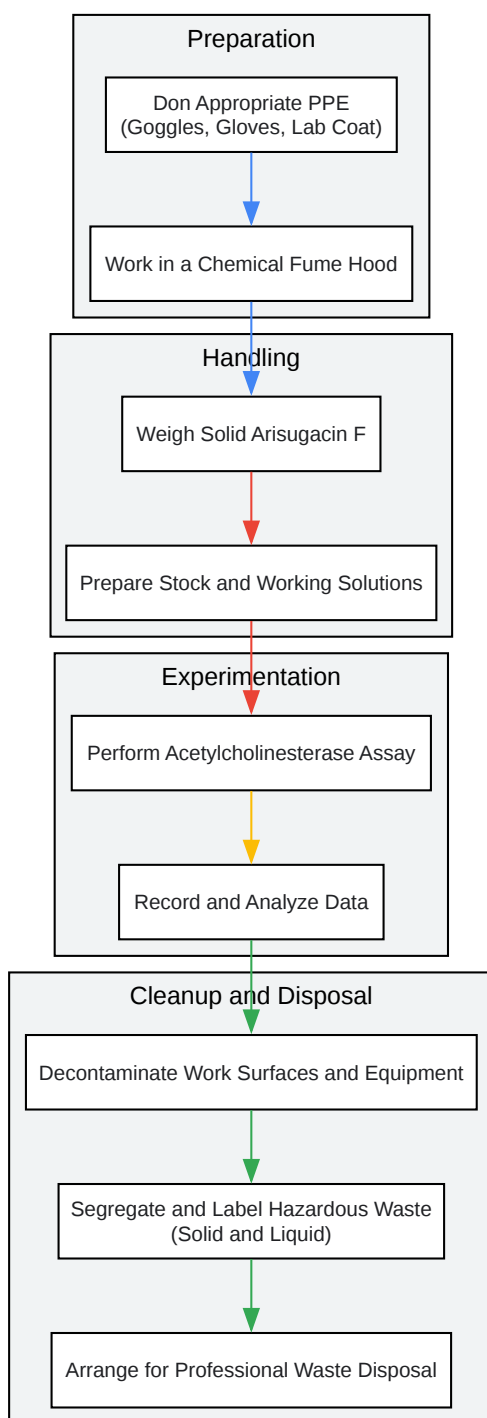 Preparation
Don Appropriate PPE
(Goggles, Gloves, Lab Coat)
Work in a Chemical Fume Hood
Handling
Weigh Solid Arisugacin F
Prepare Stock and Working Solutions
Experimentation
Perform Acetylcholinesterase Assay
Record and Analyze Data
Cleanup and Disposal
Decontaminate Work Surfaces and Equipment
Segregate and Label Hazardous Waste
(Solid and Liquid)
Arrange for Professional Waste Disposal